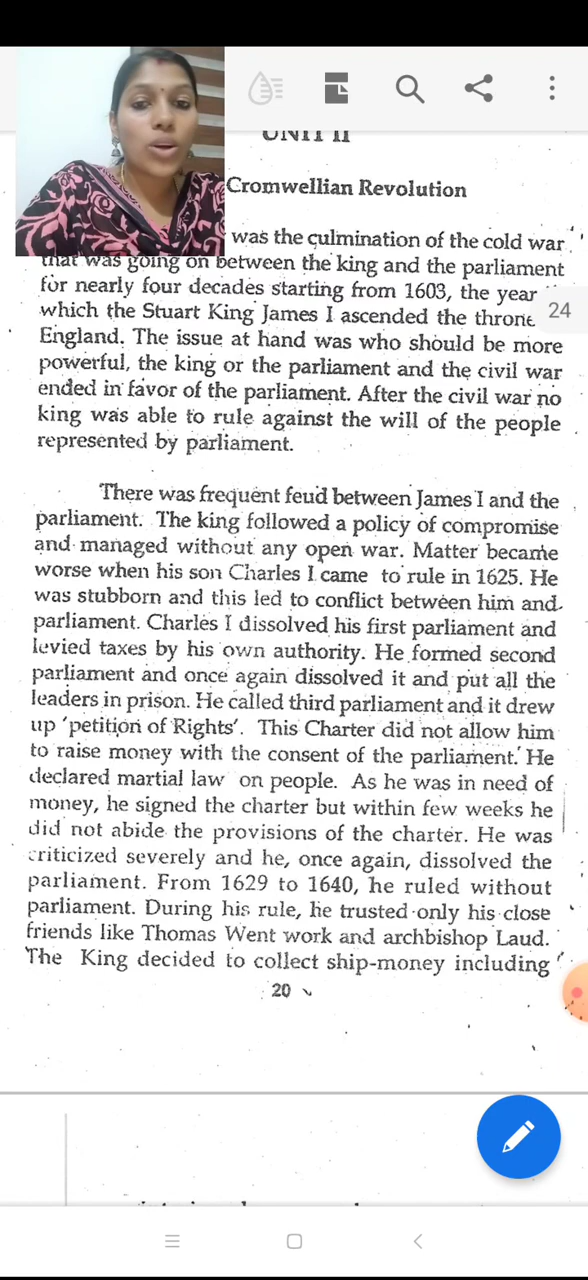 UNIT II
Cromwellian Revolution
was the culmination of the cold war
that was going on between the king and the parliament
for nearly four decades starting from 1603, the year
which the Stuart King James I ascended the throne
24
England. The issue at hand was who should be more
powerful, the king or the parliament and the civil war
ended in favor of the parliament. After the civil war no
king was able to rule against the will of the people
represented by parliament.
There was frequent feud between James I and the
parliament. The king followed a policy of compromise
and managed without any open war. Matter became
worse when his son Charles I came to rule in 1625. He
was stubborn and this led to conflict between him and
parliament. Charles I dissolved his first parliament and
levied taxes by his own authority. He formed second
parliament and once again dissolved it and put all the
leaders in prison. He called third parliament and it drew
up 'petition of Rights'. This Charter did not allow him
to raise money with the consent of the parliament.' He
declared martial law on people. As he was in need of
money, he signed the charter but within few weeks he
did not abide the provisions of the charter. He was
criticized severely and he, once again, dissolved the
parliament. From 1629 to 1640, he ruled without
parliament. During his rule, he trusted only his close
friends like Thomas Went work and archbishop Laud.
The King decided to collect ship-money including
20